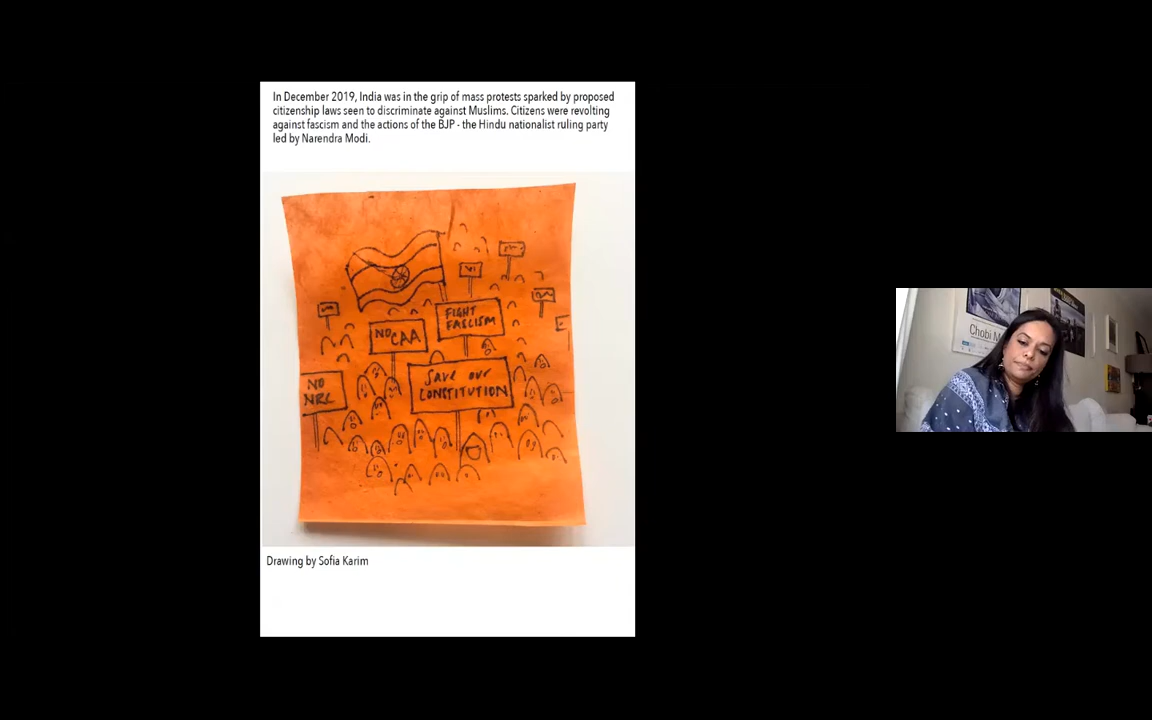 In December 2019, India was in the grip of mass protests sparked by proposed
citizenship laws seen to discriminate against Muslims. Citizens were revolting
against fascism and the actions of the BJP - the Hindu nationalist ruling party
led by Narendra Modi.
FIGHT
FASCISM
NO CAA
SAVE OUR
CONSTITUTION
NO
NRC
Drawing by Sofia Karim
Chobi M